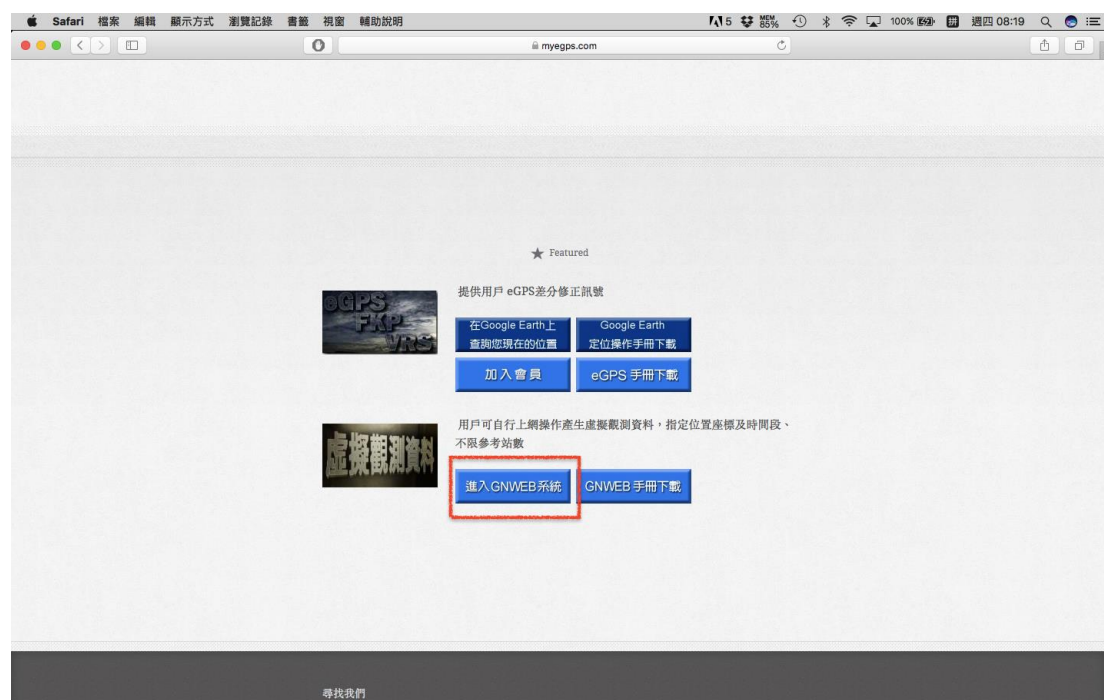 Safari 檔案 編輯 顯示方式 瀏覽記錄 書籤 視窗 輔助說明 5 MEM 85% 100% 拼 週四 08:19
myegps.com
★ Featured
eGPS
FKP
VRS
提供用戶 eGPS差分修正訊號
在Google Earth上
查詢您現在的位置
Google Earth
定位操作手冊下載
加入會員
eGPS 手冊下載
虛擬觀測資料
用戶可自行上網操作產生虛擬觀測資料，指定位置座標及時間段、
不限參考站數
進入GNWEB系統
GNWEB 手冊下載
尋找我們